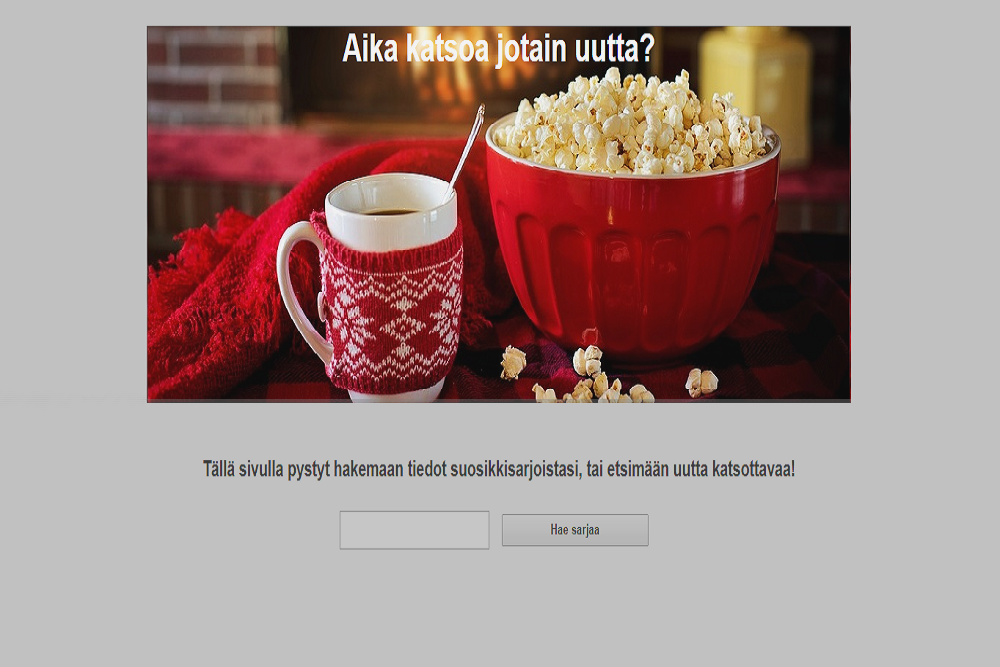 Aika katsoa jotain uutta?
Tällä sivulla pystyt hakemaan tiedot suosikkisarjoistasi, tai etsimään uutta katsottavaa!
Hae sarjaa